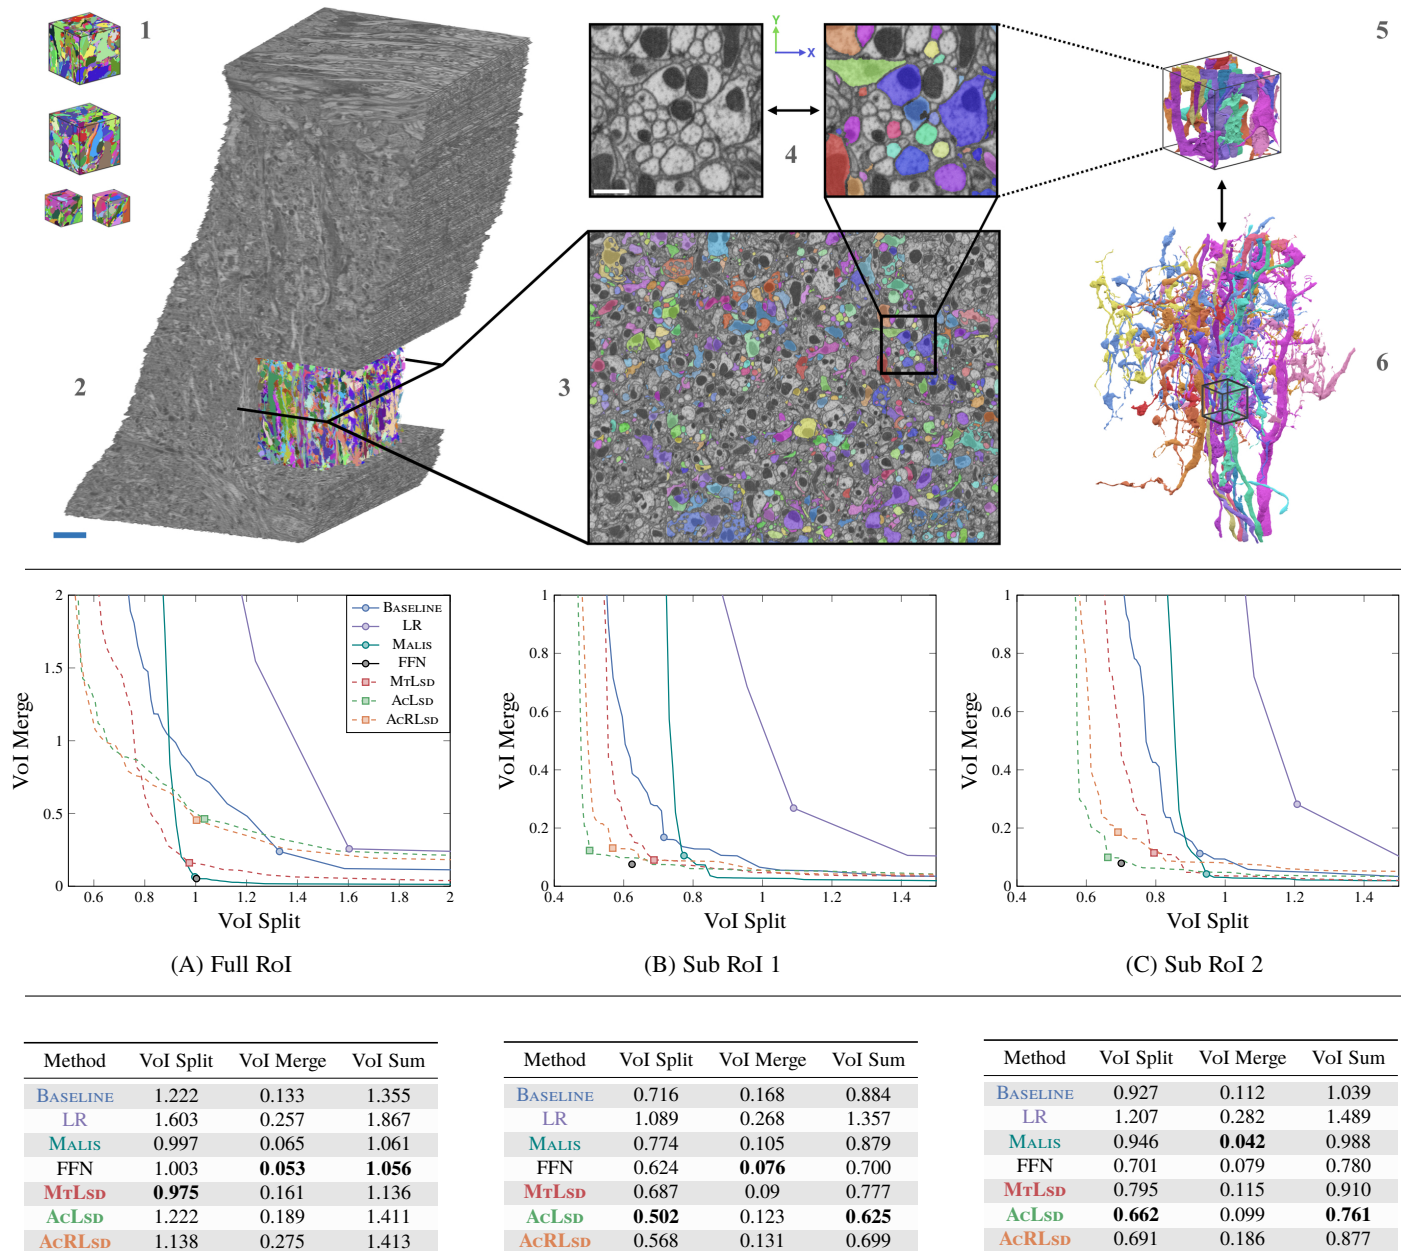 1
2
3
4
5
6
Y
X
VoI Merge
2
1.5
1
0.5
0
0.6 0.8 1 1.2 1.4 1.6 1.8 2
VoI Split
BASELINE
LR
MALIS
FFN
MTLSD
ACLSD
ACRLSD
(A) Full RoI
VoI Merge
1
0.8
0.6
0.4
0.2
0
0.4 0.6 0.8 1 1.2 1.4
VoI Split
(B) Sub RoI 1
VoI Merge
1
0.8
0.6
0.4
0.2
0
0.4 0.6 0.8 1 1.2 1.4
VoI Split
(C) Sub RoI 2
Method VoI Split VoI Merge VoI Sum
BASELINE 1.222 0.133 1.355
LR 1.603 0.257 1.867
MALIS 0.997 0.065 1.061
FFN 1.003 0.053 1.056
MTLSD 0.975 0.161 1.136
ACLSD 1.222 0.189 1.411
ACRLSD 1.138 0.275 1.413
Method VoI Split VoI Merge VoI Sum
BASELINE 0.716 0.168 0.884
LR 1.089 0.268 1.357
MALIS 0.774 0.105 0.879
FFN 0.624 0.076 0.700
MTLSD 0.687 0.09 0.777
ACLSD 0.502 0.123 0.625
ACRLSD 0.568 0.131 0.699
Method VoI Split VoI Merge VoI Sum
BASELINE 0.927 0.112 1.039
LR 1.207 0.282 1.489
MALIS 0.946 0.042 0.988
FFN 0.701 0.079 0.780
MTLSD 0.795 0.115 0.910
ACLSD 0.662 0.099 0.761
ACRLSD 0.691 0.186 0.877